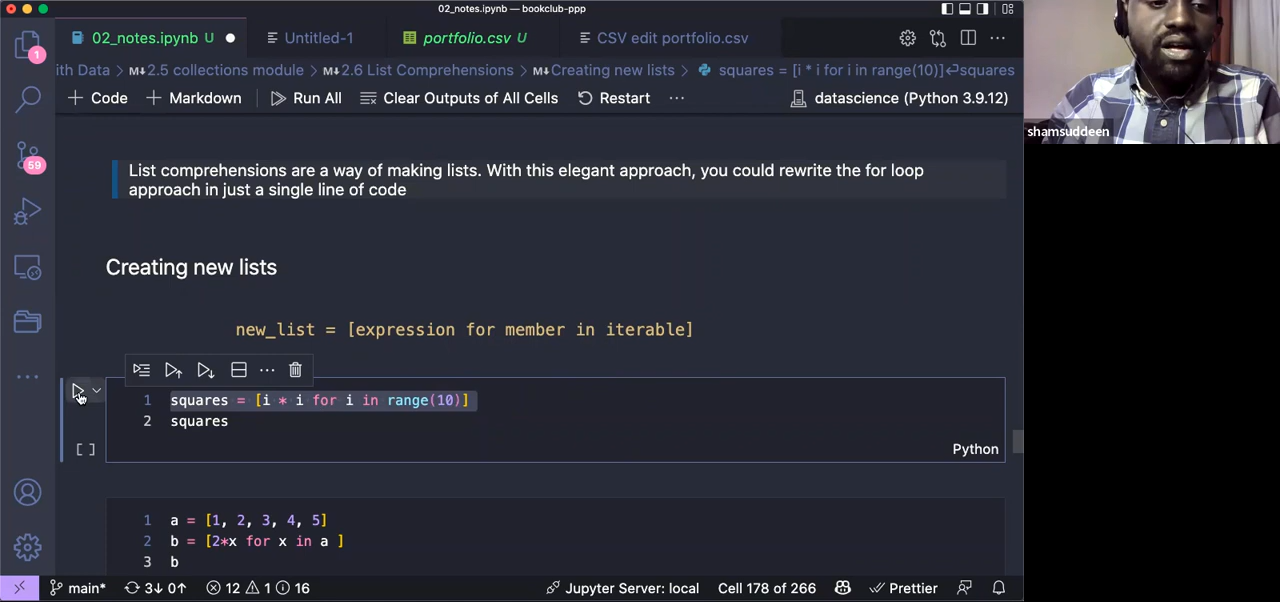 02_notes.ipynb — bookclub-ppp
02_notes.ipynb U
Untitled-1
portfolio.csv U
CSV edit portfolio.csv
ith Data > 2.5 collections module > 2.6 List Comprehensions > Creating new lists > squares = [i * i for i in range(10)]↵squares
+ Code + Markdown Run All Clear Outputs of All Cells Restart ··· datascience (Python 3.9.12)
shamsuddeen
1
59
List comprehensions are a way of making lists. With this elegant approach, you could rewrite the for loop
approach in just a single line of code
Creating new lists
new_list = [expression for member in iterable]
1 squares = [i * i for i in range(10)]
2 squares
[ ]
Python
1 a = [1, 2, 3, 4, 5]
2 b = [2*x for x in a ]
3 b
main* 3↓ 0↑ 12 1 16 Jupyter Server: local Cell 178 of 266 Prettier